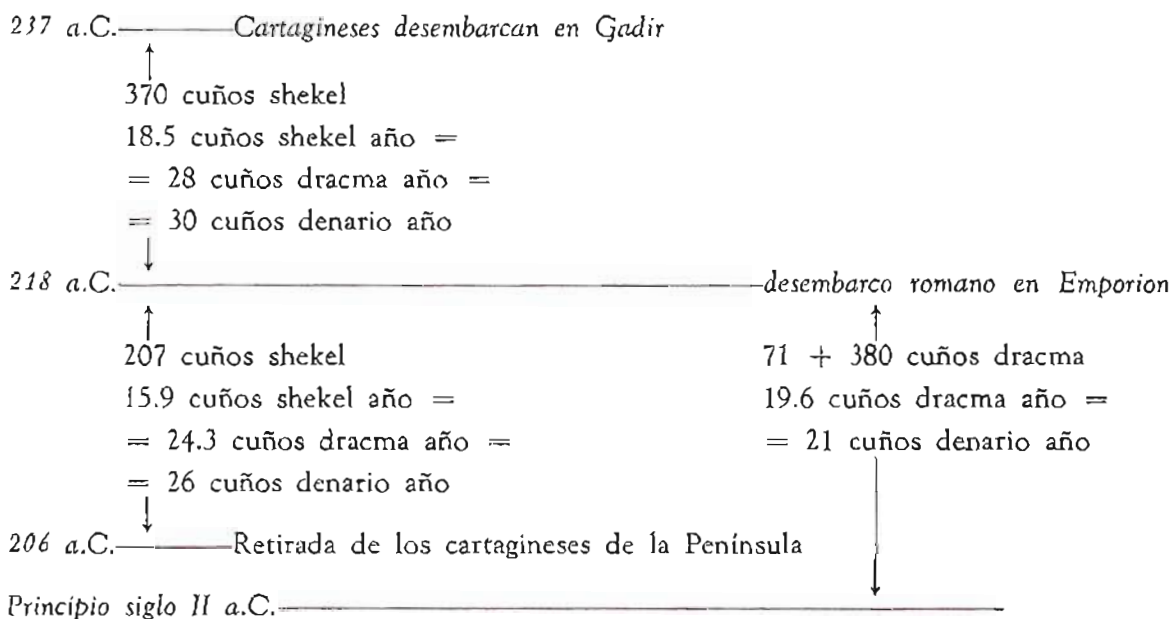 237 a.C. Cartagineses desembarcan en Gadir
370 cuños shekel
18.5 cuños shekel año =
= 28 cuños dracma año =
= 30 cuños denario año
218 a.C. desembarco romano en Emporion
207 cuños shekel
15.9 cuños shekel año =
= 24.3 cuños dracma año =
= 26 cuños denario año
71 + 380 cuños dracma
19.6 cuños dracma año =
= 21 cuños denario año
206 a.C. Retirada de los cartagineses de la Península
Princípio siglo II a.C.